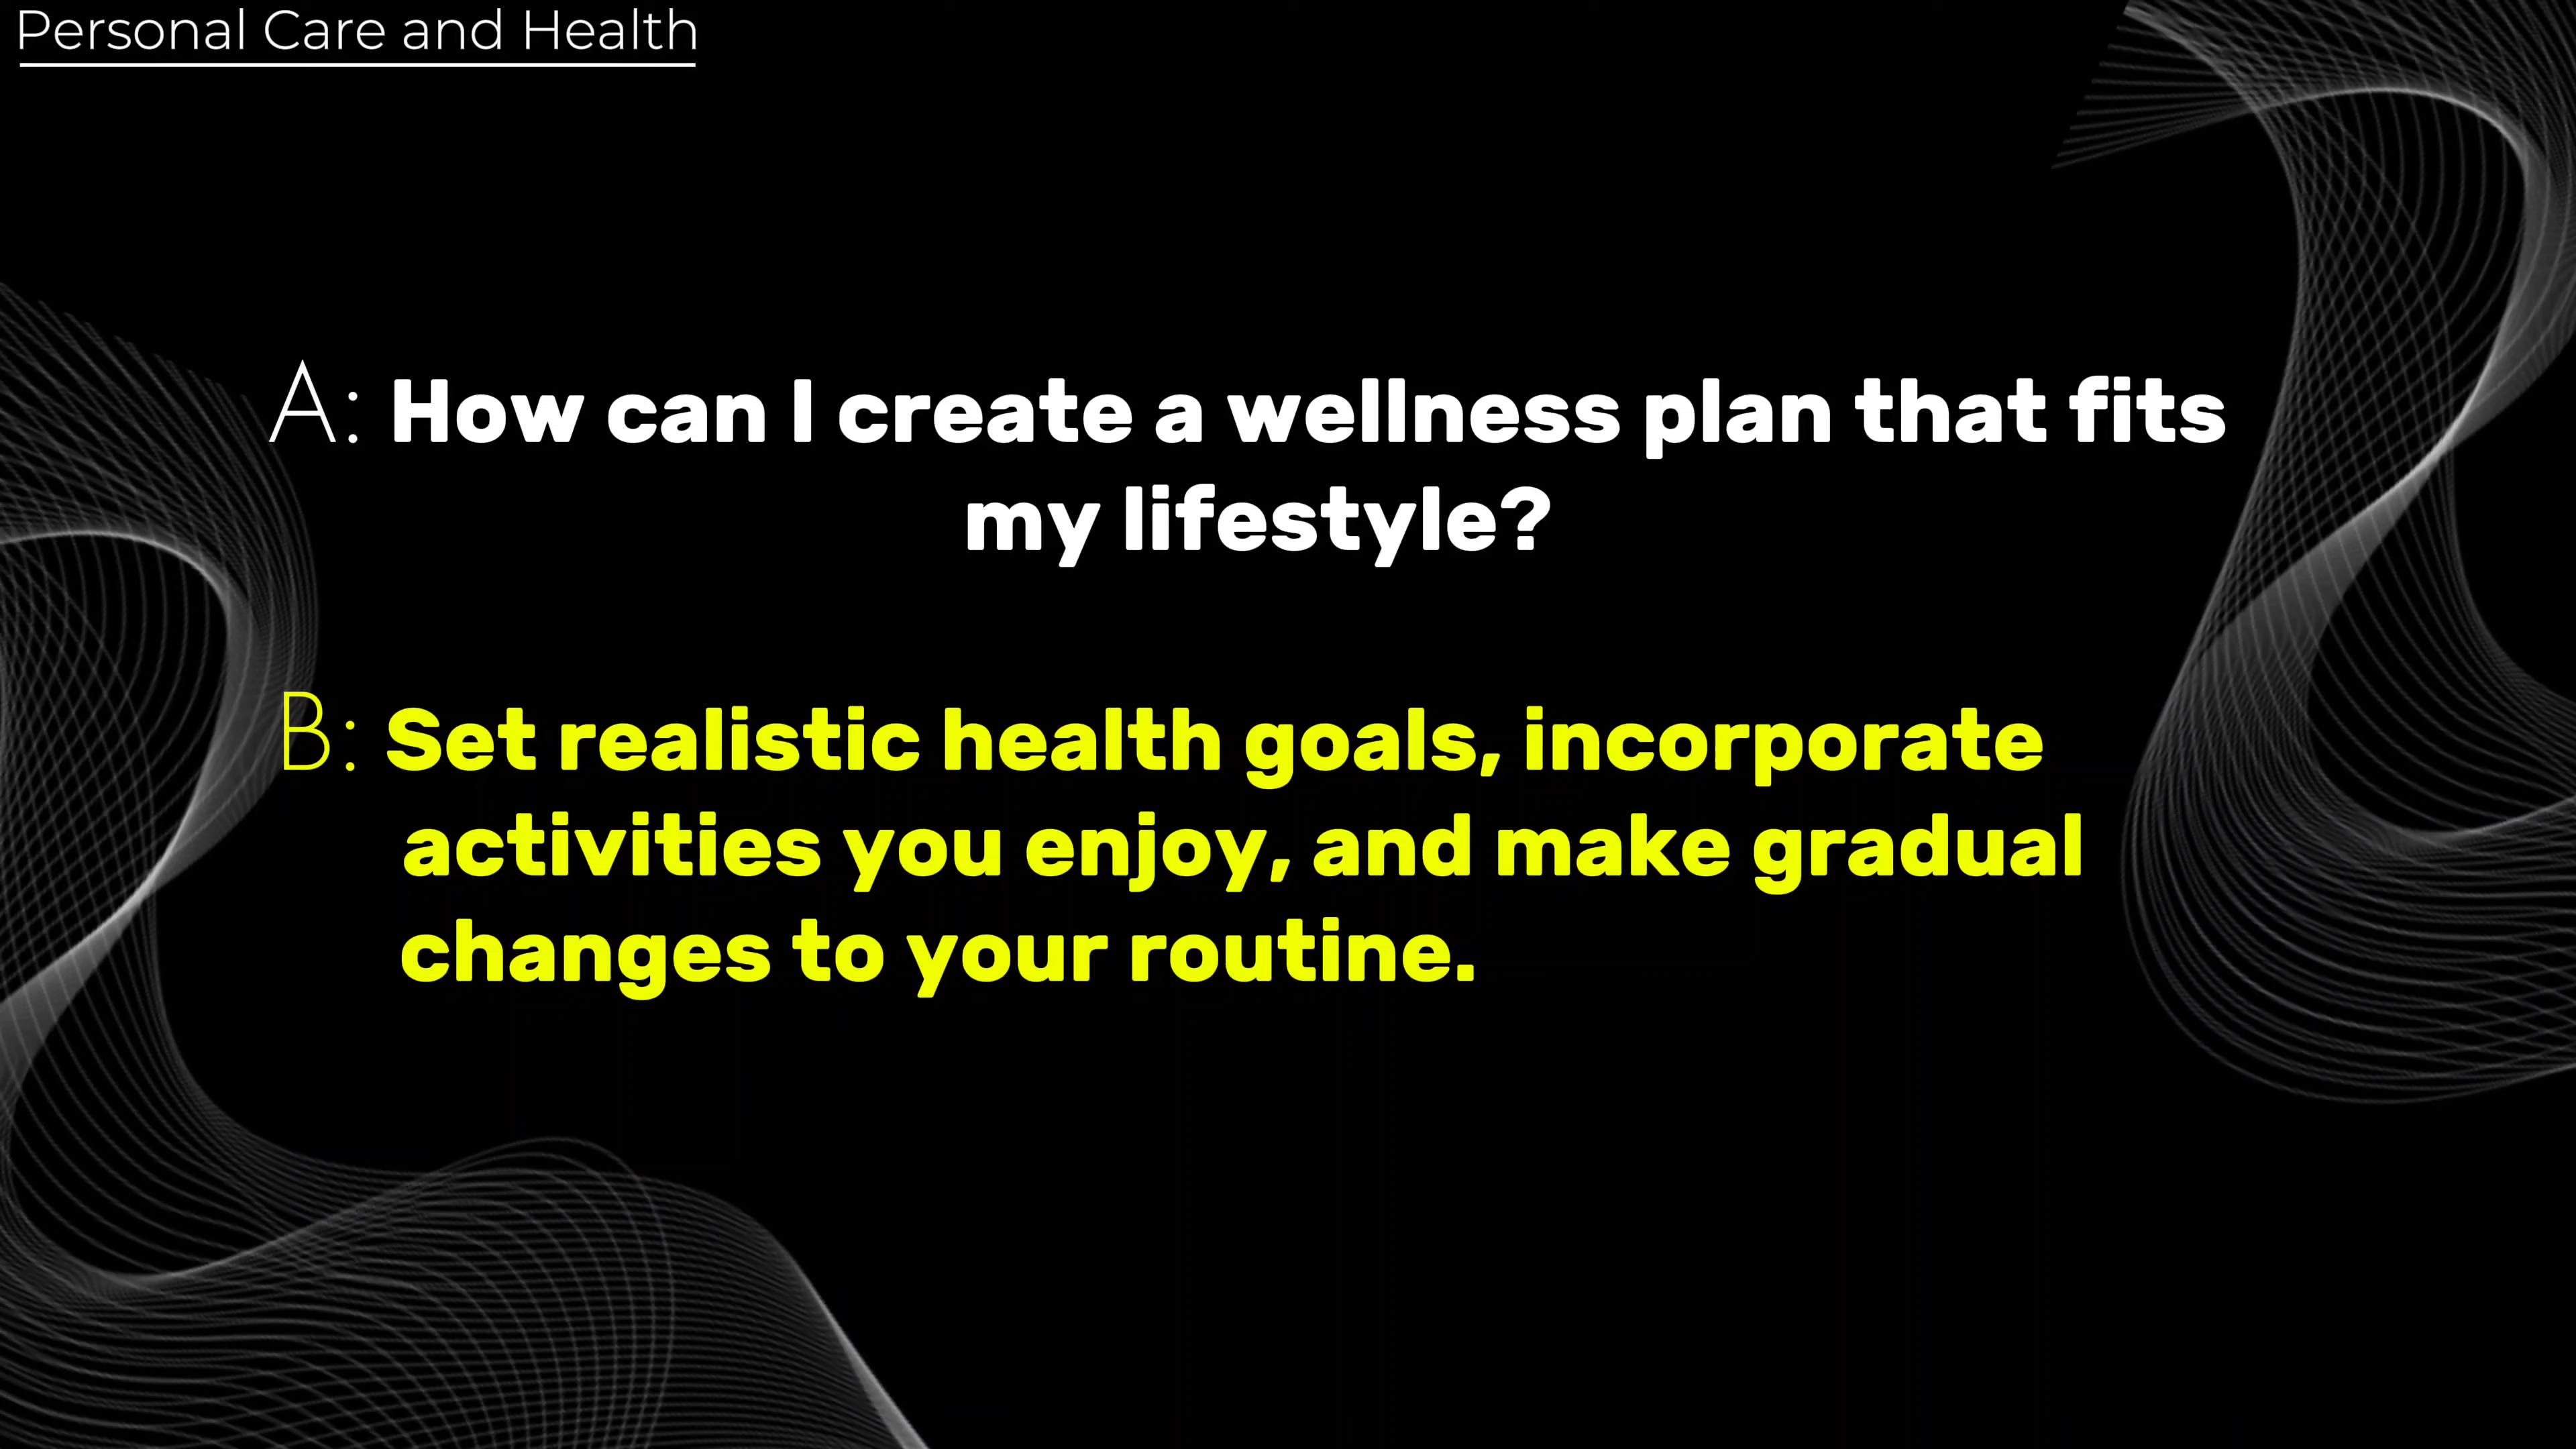 Personal Care and Health
A: How can I create a wellness plan that fits
my lifestyle?
B: Set realistic health goals, incorporate
activities you enjoy, and make gradual
changes to your routine.